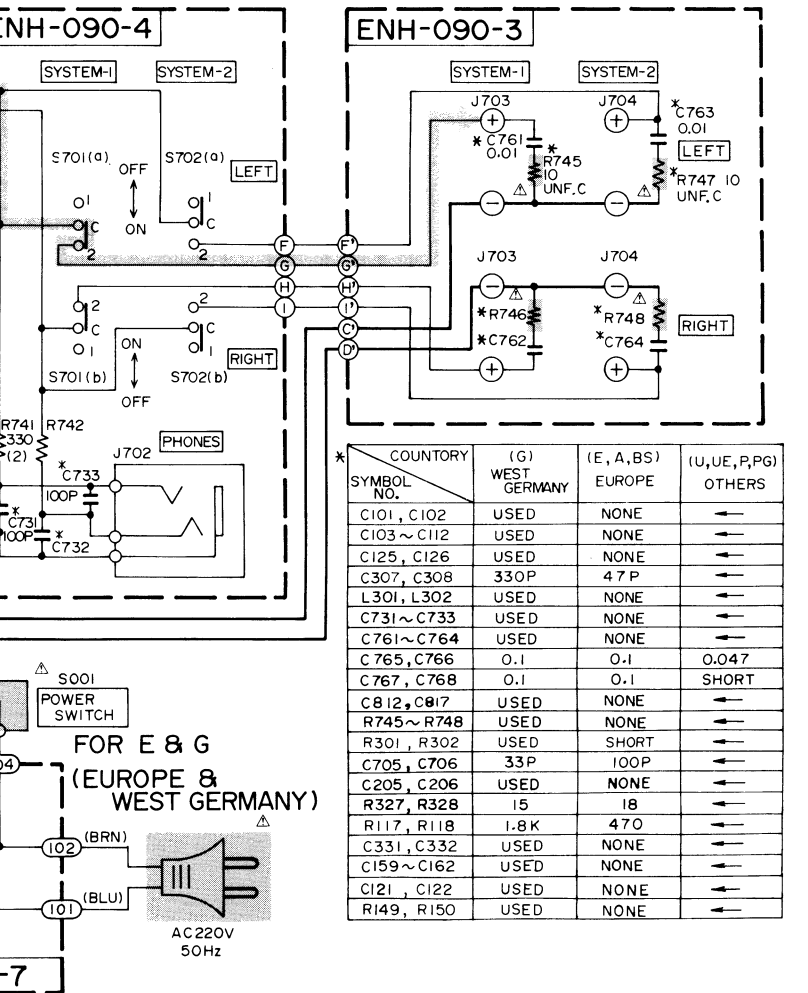 ENH-090-4
ENH-090-3
SYSTEM-1
SYSTEM-2
SYSTEM-1
SYSTEM-2
J703
J704
*C763
0.01
*C761
0.01
*
R745
10
UNF.C
LEFT
*R747 10
UNF.C
S701(a)
OFF
ON
S702(a)
LEFT
1
C
2
1
C
2
F
F'
G
G'
H
H'
I
I'
C'
D'
J703
J704
*R746
*R748
*C762
*C764
RIGHT
2
C
1
2
C
1
ON
OFF
RIGHT
S701(b)
S702(b)
R741
330
(2)
R742
J702
PHONES
*C733
100P
*
C731
100P
*
C732
* COUNTORY
SYMBOL
NO.
(G)
WEST
GERMANY
(E, A, BS)
EUROPE
(U, UE, P, PG)
OTHERS
C101, C102 USED NONE ←
C103~C112 USED NONE ←
C125, C126 USED NONE ←
C307, C308 330P 47P ←
L301, L302 USED NONE ←
C731~C733 USED NONE ←
C761~C764 USED NONE ←
C765, C766 0.1 0.1 0.047
C767, C768 0.1 0.1 SHORT
C812, C817 USED NONE ←
R745~R748 USED NONE ←
R301, R302 USED SHORT ←
C705, C706 33P 100P ←
C205, C206 USED NONE ←
R327, R328 15 18 ←
R117, R118 1.8K 470 ←
C331, C332 USED NONE ←
C159~C162 USED NONE ←
C121, C122 USED NONE ←
R149, R150 USED NONE ←
S001
POWER
SWITCH
FOR E & G
(EUROPE &
WEST GERMANY)
04
102
(BRN)
101
(BLU)
AC220V
50Hz
-7